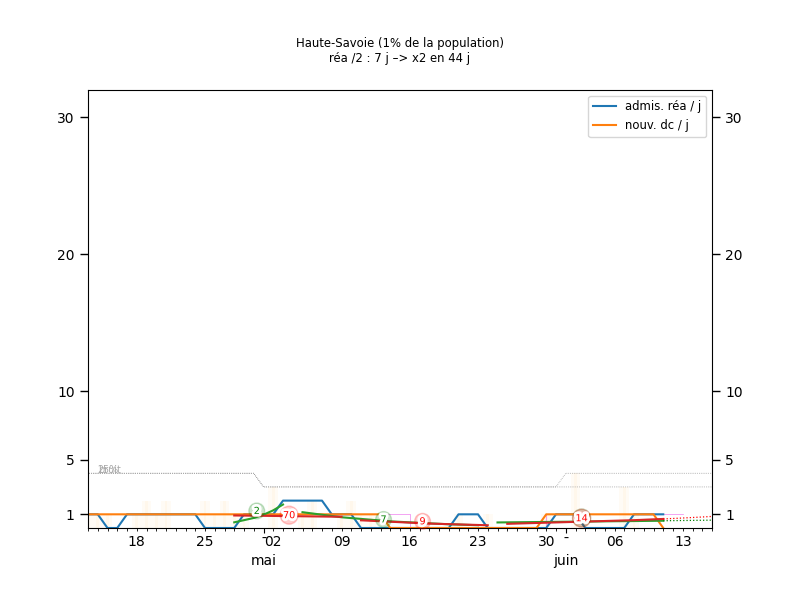 Haute-Savoie (1% de la population)
réa /2 : 7 j –> x2 en 44 j
admis. réa / j
nouv. dc / j
30 30
20 20
10 10
5 5
1 1
2 70 7 9 14
18 25 02 09 16 23 30 06 13
mai juin